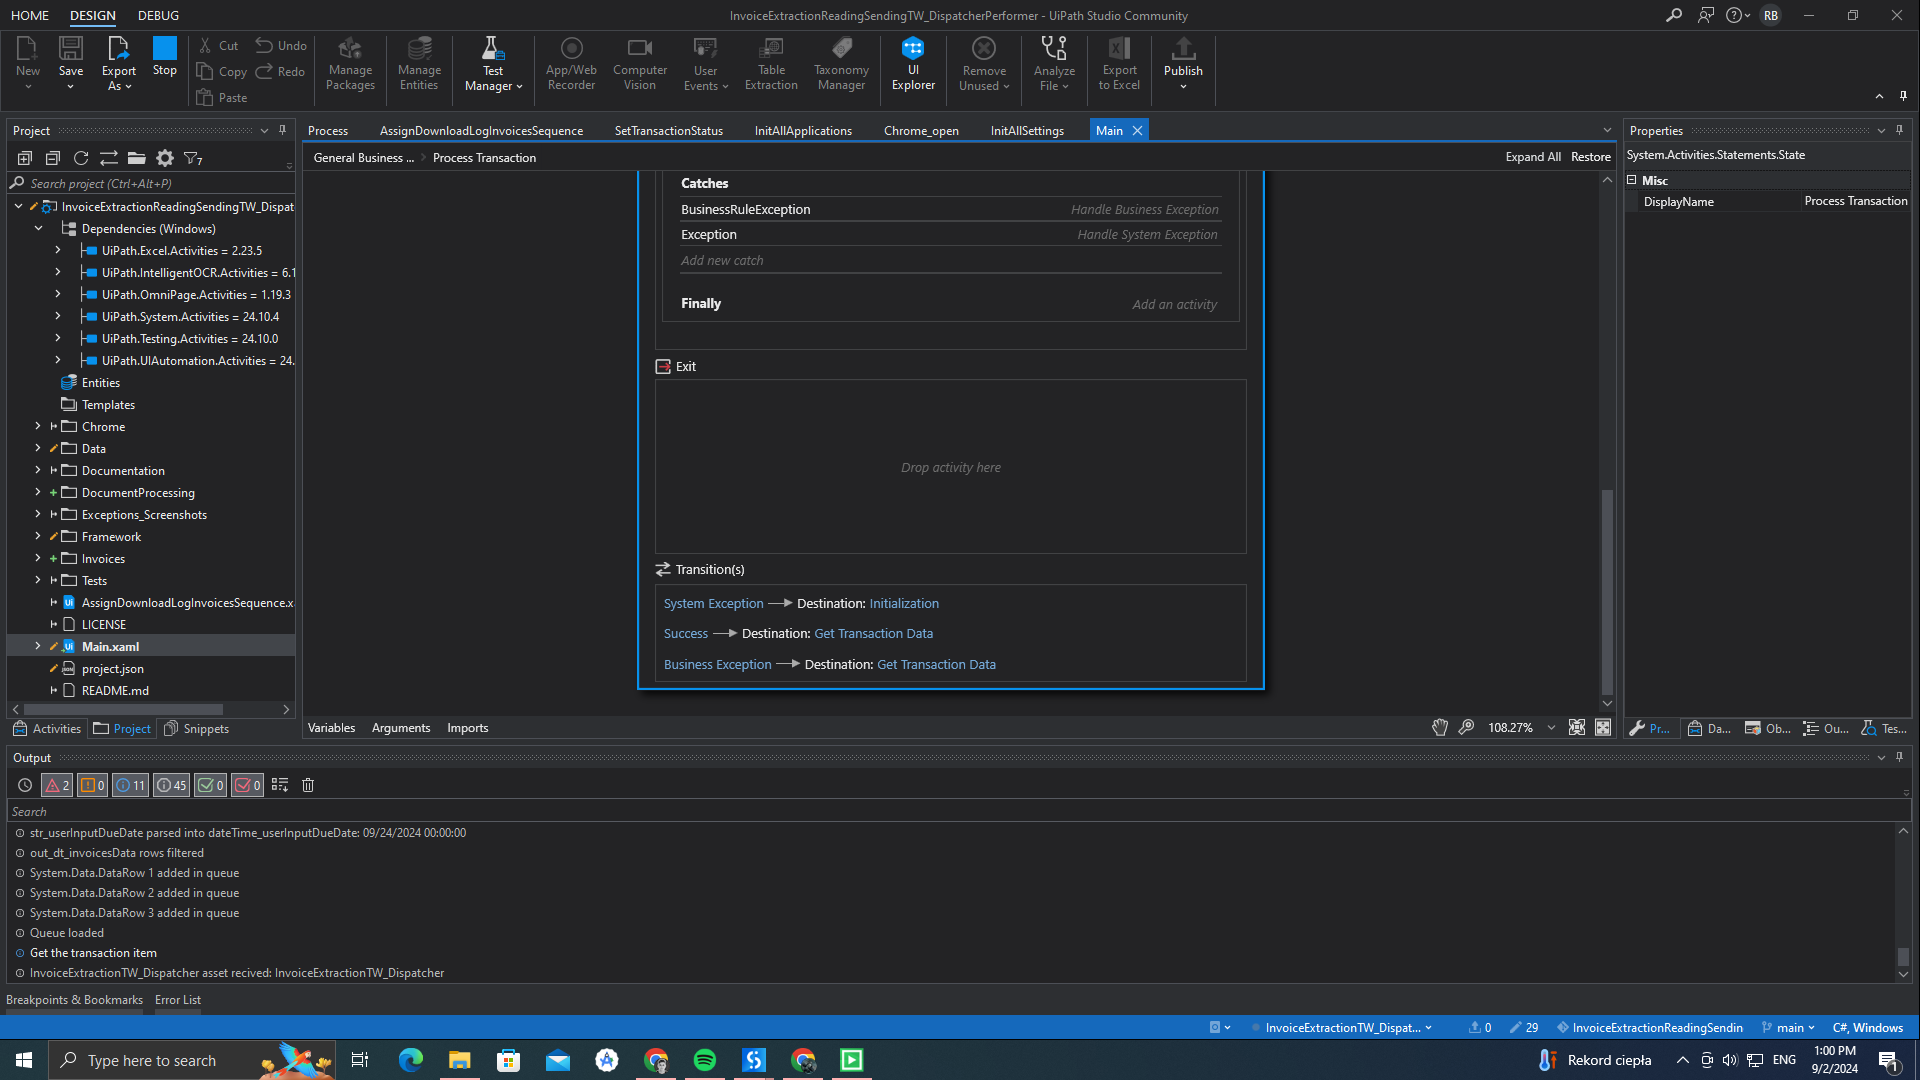 HOME DESIGN DEBUG
InvoiceExtractionReadingSendingTW_DispatcherPerformer - UiPath Studio Community
RB
New
Save
Export As
Stop
Cut
Copy
Paste
Undo
Redo
Manage Packages
Manage Entities
Test Manager
App/Web Recorder
Computer Vision
User Events
Table Extraction
Taxonomy Manager
UI Explorer
Remove Unused
Analyze File
Export to Excel
Publish
Project
7
Search project (Ctrl+Alt+P)
InvoiceExtractionReadingSendingTW_Dispat
Dependencies (Windows)
UiPath.Excel.Activities = 2.23.5
UiPath.IntelligentOCR.Activities = 6.1
UiPath.OmniPage.Activities = 1.19.3
UiPath.System.Activities = 24.10.4
UiPath.Testing.Activities = 24.10.0
UiPath.UIAutomation.Activities = 24.
Entities
Templates
Chrome
Data
Documentation
DocumentProcessing
Exceptions_Screenshots
Framework
Invoices
Tests
AssignDownloadLogInvoicesSequence.x
LICENSE
Main.xaml
project.json
README.md
Activities Project Snippets
Process AssignDownloadLogInvoicesSequence SetTransactionStatus InitAllApplications Chrome_open InitAllSettings Main
General Business ... Process Transaction
Expand All Restore
Catches
BusinessRuleException Handle Business Exception
Exception Handle System Exception
Add new catch
Finally Add an activity
Exit
Drop activity here
Transition(s)
System Exception Destination: Initialization
Success Destination: Get Transaction Data
Business Exception Destination: Get Transaction Data
Variables Arguments Imports
108.27%
Properties
System.Activities.Statements.State
Misc
DisplayName Process Transaction
Pr... Da... Ob... Ou... Tes...
Output
2 0 11 45 0 0
Search
str_userInputDueDate parsed into dateTime_userInputDueDate: 09/24/2024 00:00:00
out_dt_invoicesData rows filtered
System.Data.DataRow 1 added in queue
System.Data.DataRow 2 added in queue
System.Data.DataRow 3 added in queue
Queue loaded
Get the transaction item
InvoiceExtractionTW_Dispatcher asset recived: InvoiceExtractionTW_Dispatcher
Breakpoints & Bookmarks Error List
InvoiceExtractionTW_Dispat... 0 29 InvoiceExtractionReadingSendin main C#, Windows
Type here to search
Rekord ciepła
ENG
1:00 PM
9/2/2024
1